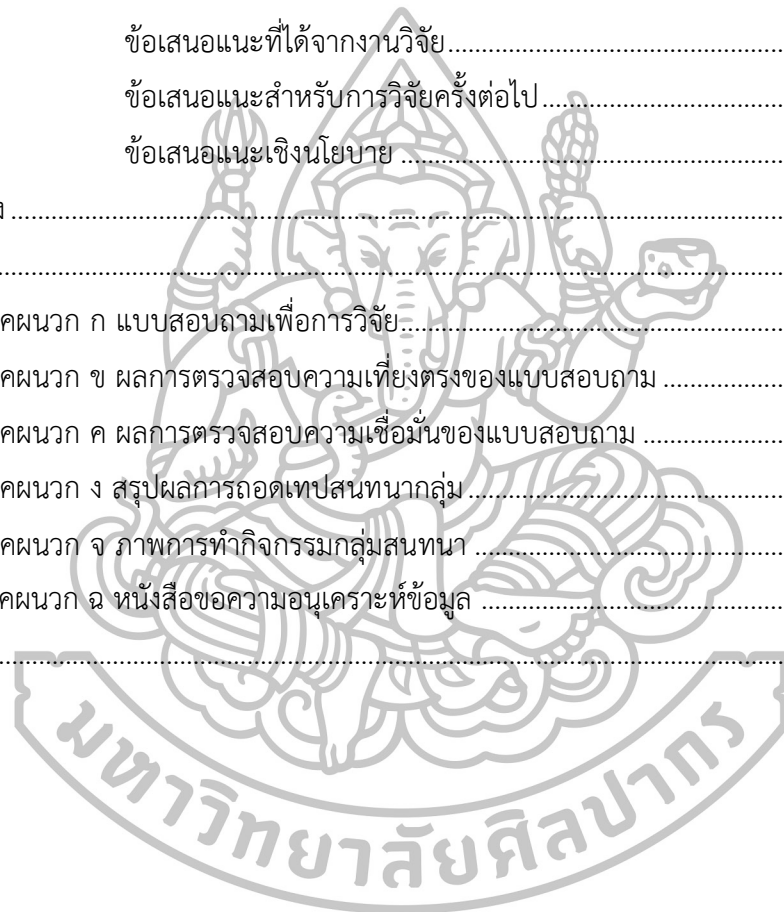 ข้อเสนอแนะที่ได้จากงานวิจัย
ข้อเสนอแนะสำหรับการวิจัยครั้งต่อไป
ข้อเสนอแนะเชิงนโยบาย
คผนวก ก แบบสอบถามเพื่อการวิจัย
คผนวก ข ผลการตรวจสอบความเที่ยงตรงของแบบสอบถาม
คผนวก ค ผลการตรวจสอบความเชื่อมั่นของแบบสอบถาม
คผนวก ง สรุปผลการถอดเทปสนทนากลุ่ม
คผนวก จ ภาพการทำกิจกรรมกลุ่มสนทนา
คผนวก ฉ หนังสือขอความอนุเคราะห์ข้อมูล
มหาวิทยาลัยศิลปากร